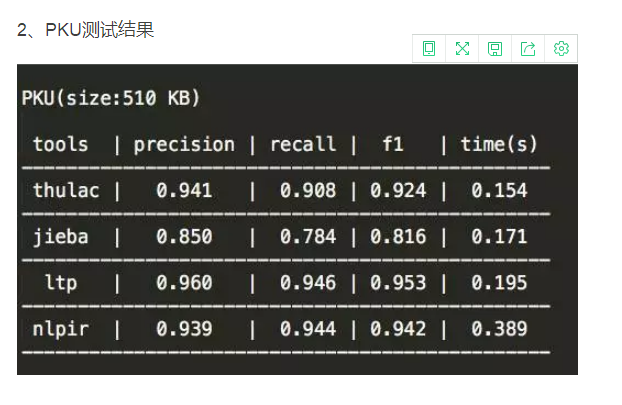 2、PKU测试结果
PKU(size:510 KB)
tools | precision | recall | f1 | time(s)
thulac | 0.941 | 0.908 | 0.924 | 0.154
jieba | 0.850 | 0.784 | 0.816 | 0.171
ltp | 0.960 | 0.946 | 0.953 | 0.195
nlpir | 0.939 | 0.944 | 0.942 | 0.389